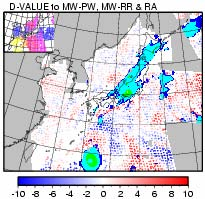 D-VALUE to MW-PW, MW-RR & RA
-10 -8 -6 -4 -2 0 2 4 6 8 10